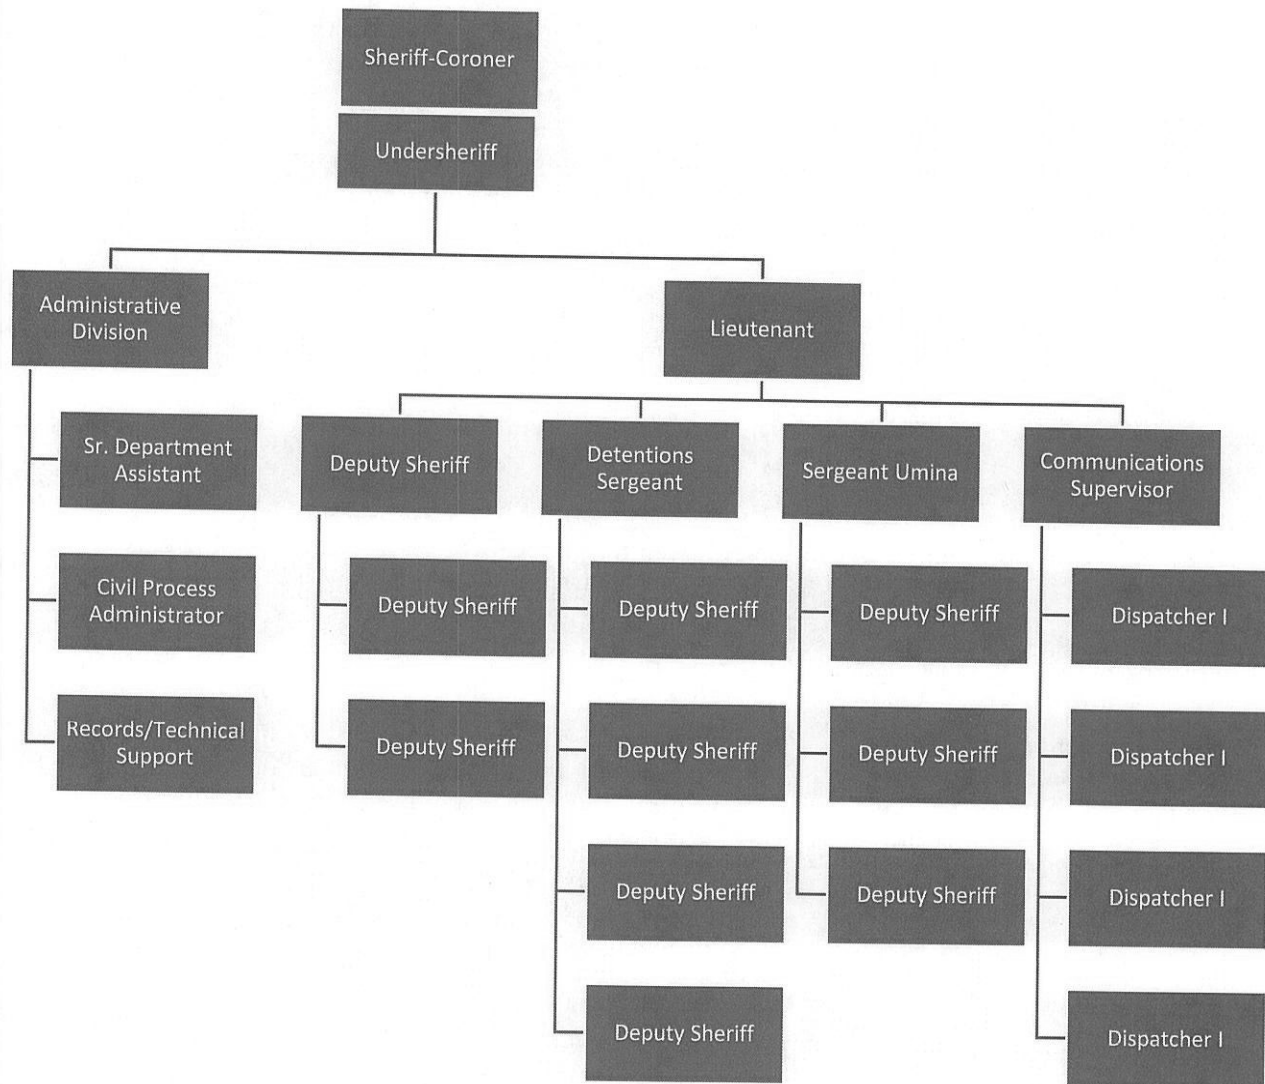 Sheriff-Coroner
Undersheriff
Administrative
Division
Lieutenant
Sr. Department
Assistant
Civil Process
Administrator
Records/Technical
Support
Deputy Sheriff
Deputy Sheriff
Deputy Sheriff
Detentions
Sergeant
Deputy Sheriff
Deputy Sheriff
Deputy Sheriff
Deputy Sheriff
Sergeant Umina
Deputy Sheriff
Deputy Sheriff
Deputy Sheriff
Communications
Supervisor
Dispatcher I
Dispatcher I
Dispatcher I
Dispatcher I